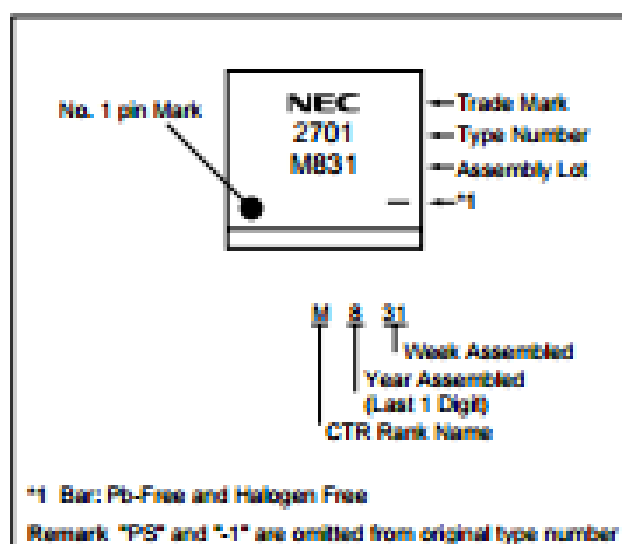 NEC
No. 1 pin Mark
Trade Mark
2701
Type Number
M831
Assembly Lot
*1
M 8 31
Week Assembled
Year Assembled
(Last 1 Digit)
CTR Rank Name
*1 Bar: Pb-Free and Halogen Free
Remark "PS" and "-1" are omitted from original type number